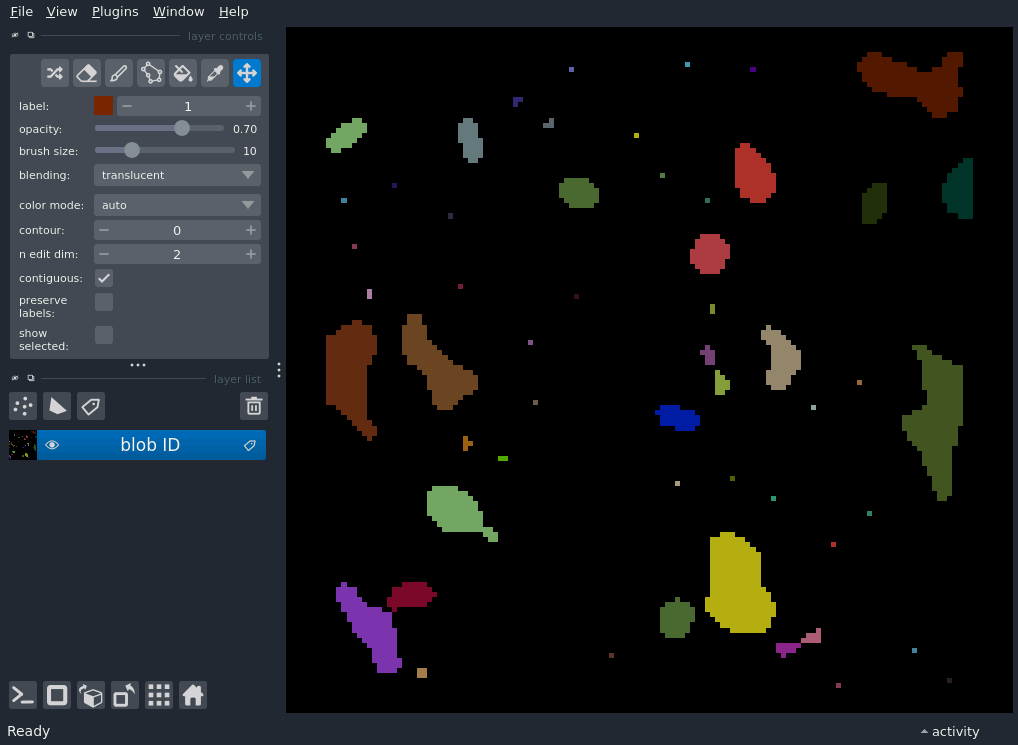 File View Plugins Window Help
layer controls
label: 1
opacity: 0.70
brush size: 10
blending: translucent
color mode: auto
contour: 0
n edit dim: 2
contiguous:
preserve
labels:
show
selected:
layer list
blob ID
Ready
activity